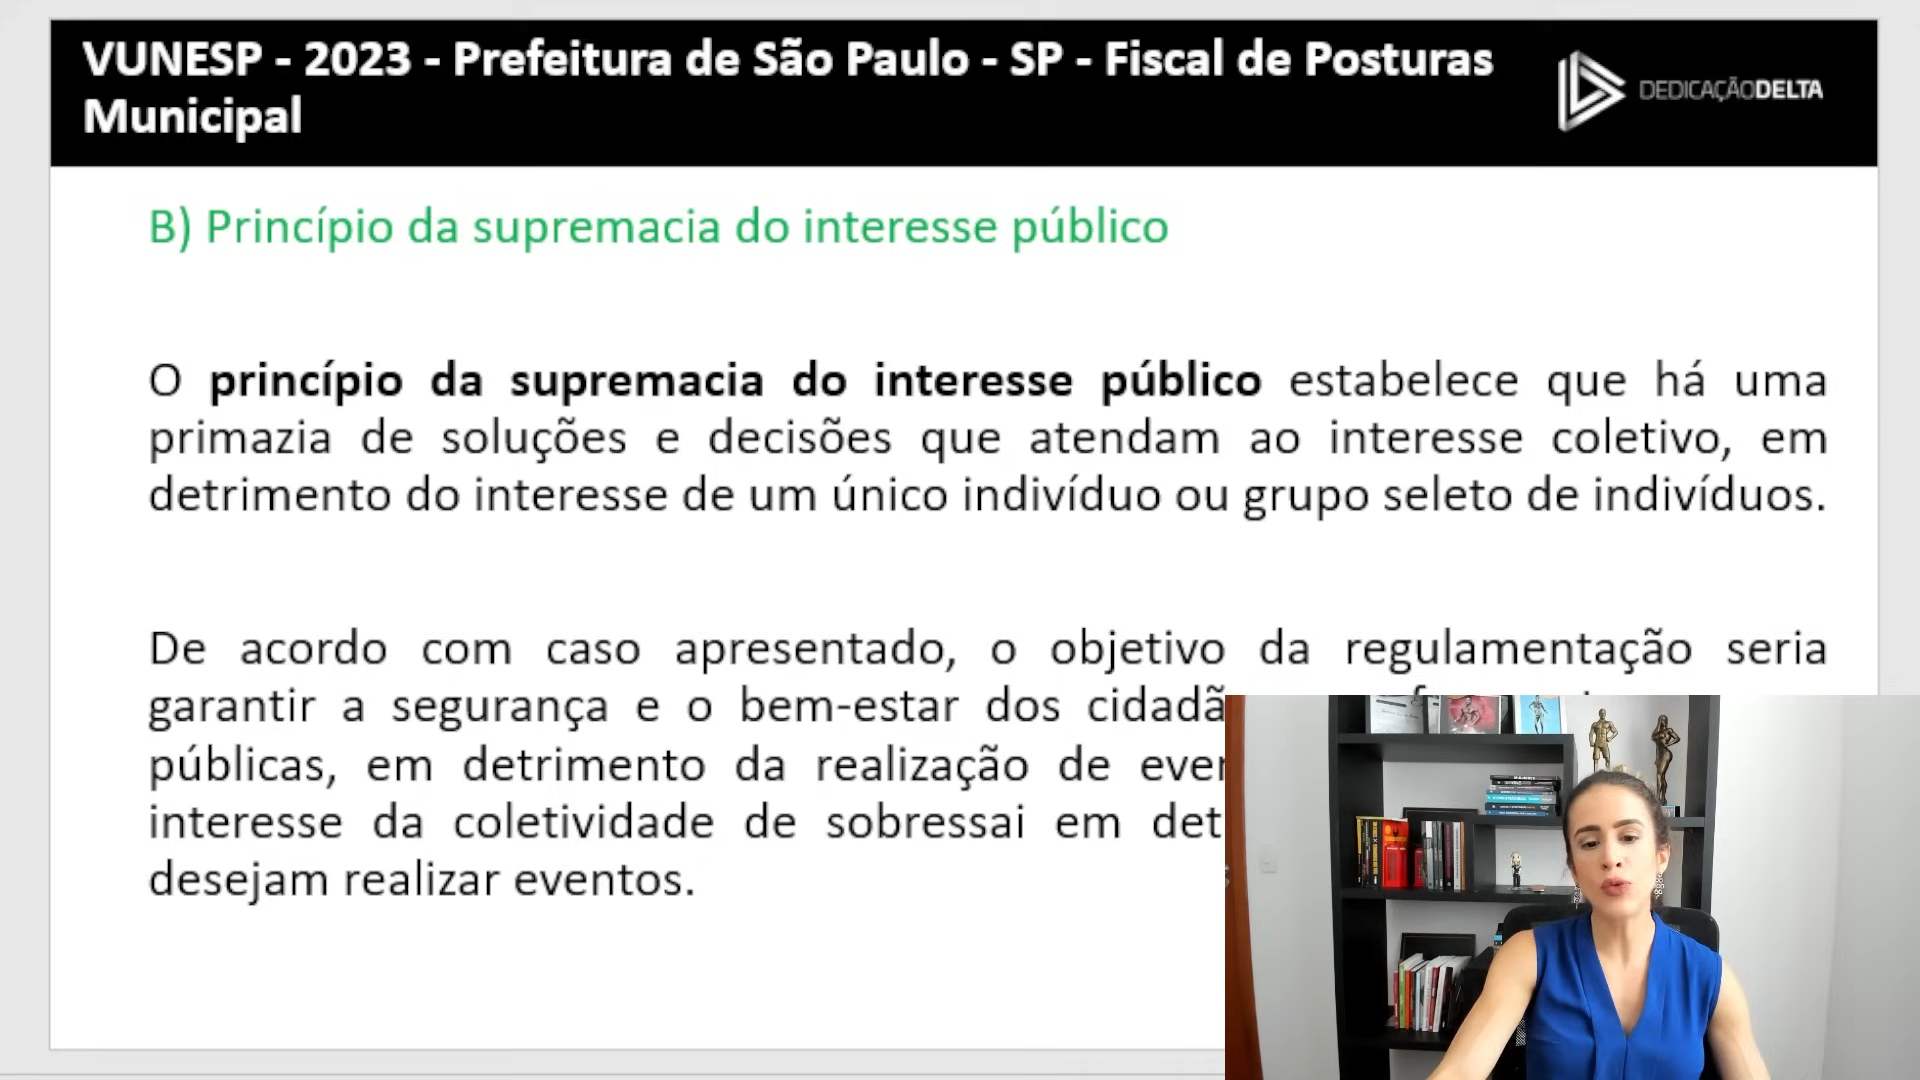 VUNESP - 2023 - Prefeitura de São Paulo - SP - Fiscal de Posturas
Municipal
DEDICAÇÃODELTA
B) Princípio da supremacia do interesse público
O princípio da supremacia do interesse público estabelece que há uma
primazia de soluções e decisões que atendam ao interesse coletivo, em
detrimento do interesse de um único indivíduo ou grupo seleto de indivíduos.
De acordo com caso apresentado, o objetivo da regulamentação seria
garantir a segurança e o bem-estar dos
públicas, em detrimento da realização de
interesse da coletividade de sobressai em
desejam realizar eventos.